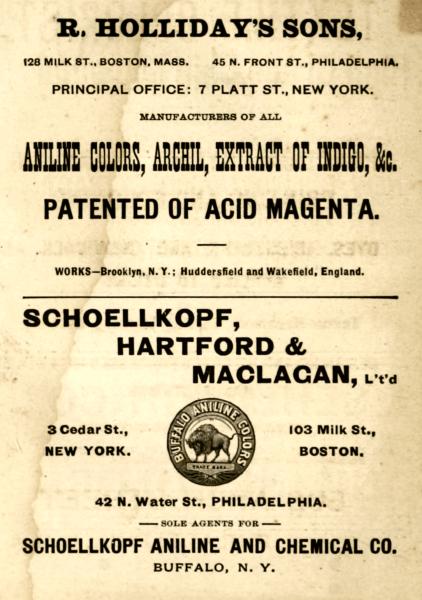 R. HOLLIDAY'S SONS,
128 MILK ST., BOSTON, MASS. 45 N. FRONT ST., PHILADELPHIA.
PRINCIPAL OFFICE: 7 PLATT ST., NEW YORK.
MANUFACTURERS OF ALL
ANILINE COLORS, ARCHIL, EXTRACT OF INDIGO, &c.
PATENTED OF ACID MAGENTA.
WORKS—Brooklyn, N. Y.; Huddersfield and Wakefield, England.
SCHOELLKOPF,
HARTFORD &
MACLAGAN, L't'd
BUFFALO ANILINE COLORS
TRADE MARK.
3 Cedar St., 103 Milk St.,
NEW YORK. BOSTON.
42 N. Water St., PHILADELPHIA.
— SOLE AGENTS FOR —
SCHOELLKOPF ANILINE AND CHEMICAL CO.
BUFFALO, N. Y.